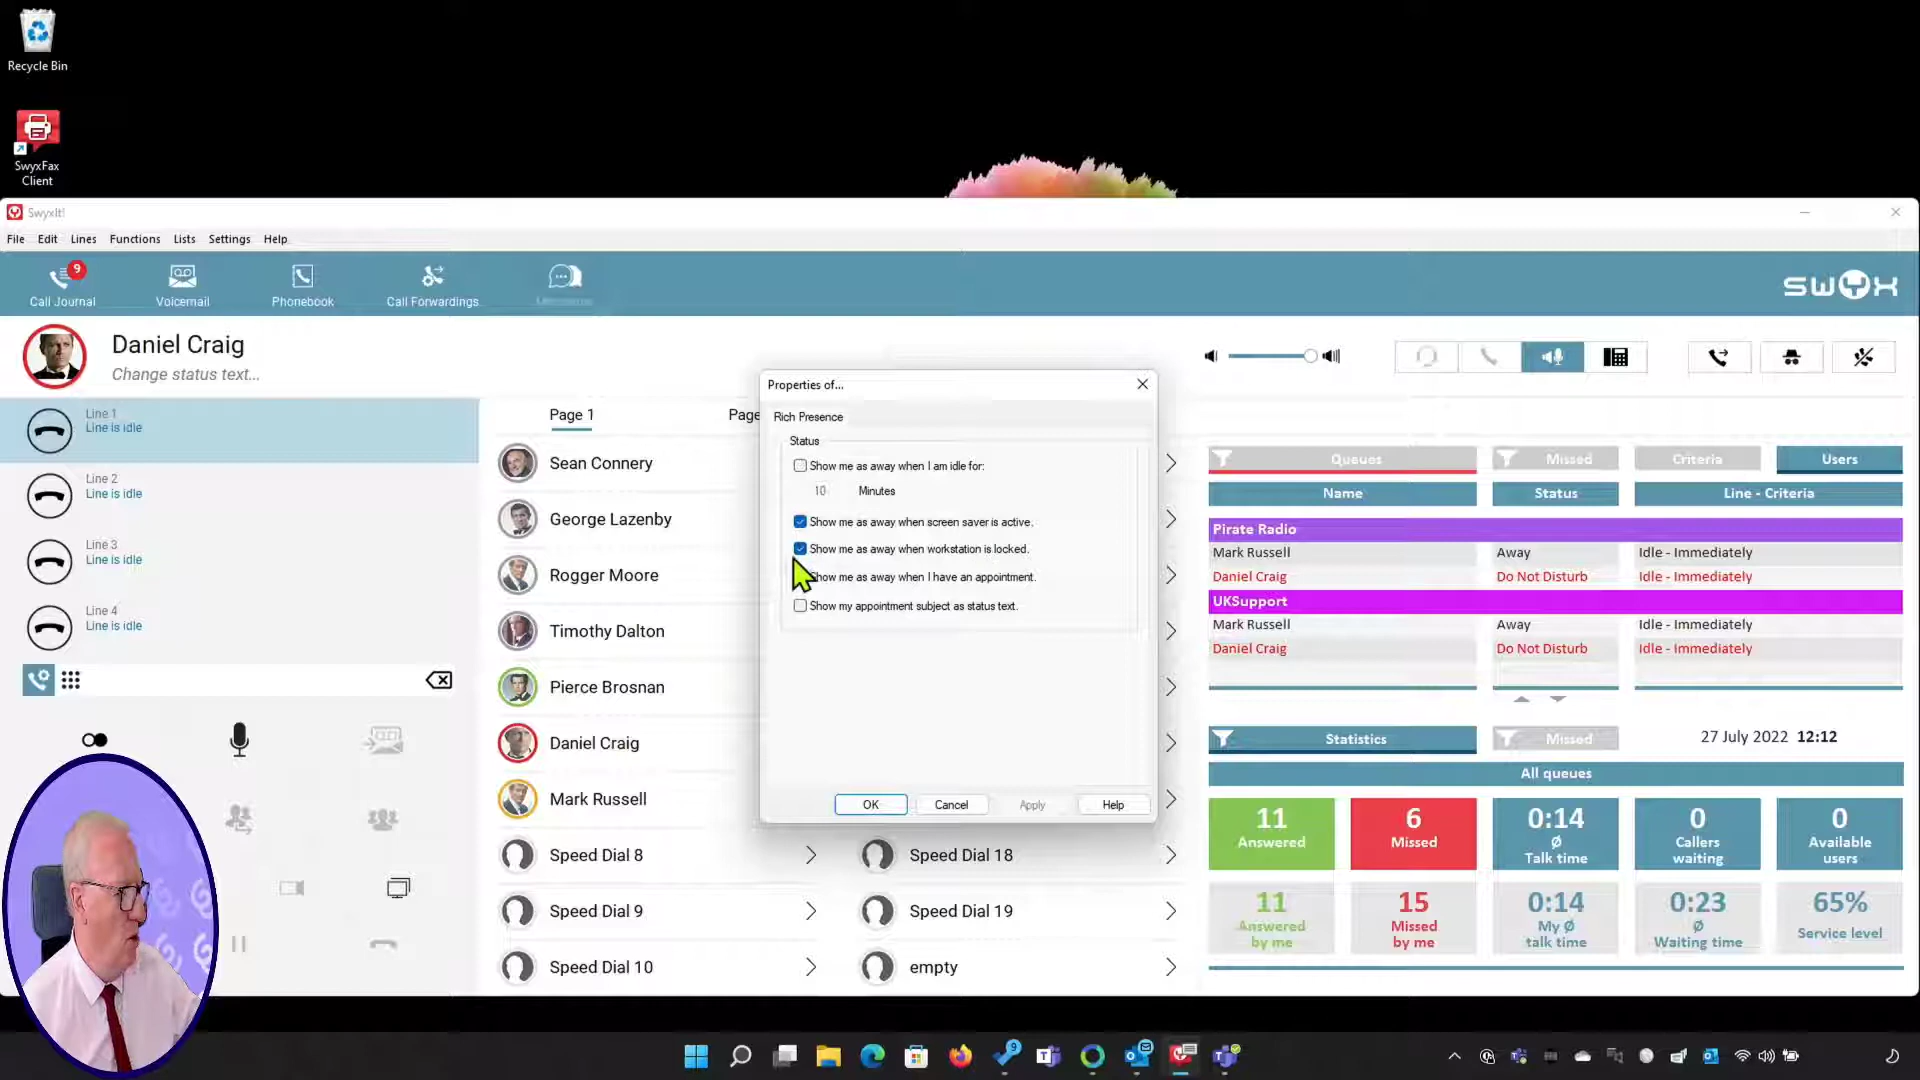 Recycle Bin
SwyxFax
Client
SwyxIt!
File Edit Lines Functions Lists Settings Help
9
Call Journal
Voicemail
Phonebook
Call Forwardings
swyx
Daniel Craig
Change status text...
Line 1
Line is idle
Line 2
Line is idle
Line 3
Line is idle
Line 4
Line is idle
Page 1
Page
Sean Connery
George Lazenby
Rogger Moore
Timothy Dalton
Pierce Brosnan
Daniel Craig
Mark Russell
Speed Dial 8
Speed Dial 9
Speed Dial 10
Speed Dial 18
Speed Dial 19
empty
Properties of...
Rich Presence
Status
Show me as away when I am idle for:
10 Minutes
Show me as away when screen saver is active.
Show me as away when workstation is locked.
Show me as away when I have an appointment.
Show my appointment subject as status text.
OK Cancel Apply Help
Queues Missed Criteria Users
Name Status Line - Criteria
Pirate Radio
Mark Russell Away Idle - Immediately
Daniel Craig Do Not Disturb Idle - Immediately
UKSupport
Mark Russell Away Idle - Immediately
Daniel Craig Do Not Disturb Idle - Immediately
Statistics Missed 27 July 2022 12:12
All queues
11
Answered
6
Missed
0:14
Ø
Talk time
0
Callers
waiting
0
Available
users
11
Answered
by me
15
Missed
by me
0:14
My Ø
talk time
0:23
Ø
Waiting time
65%
Service level
9